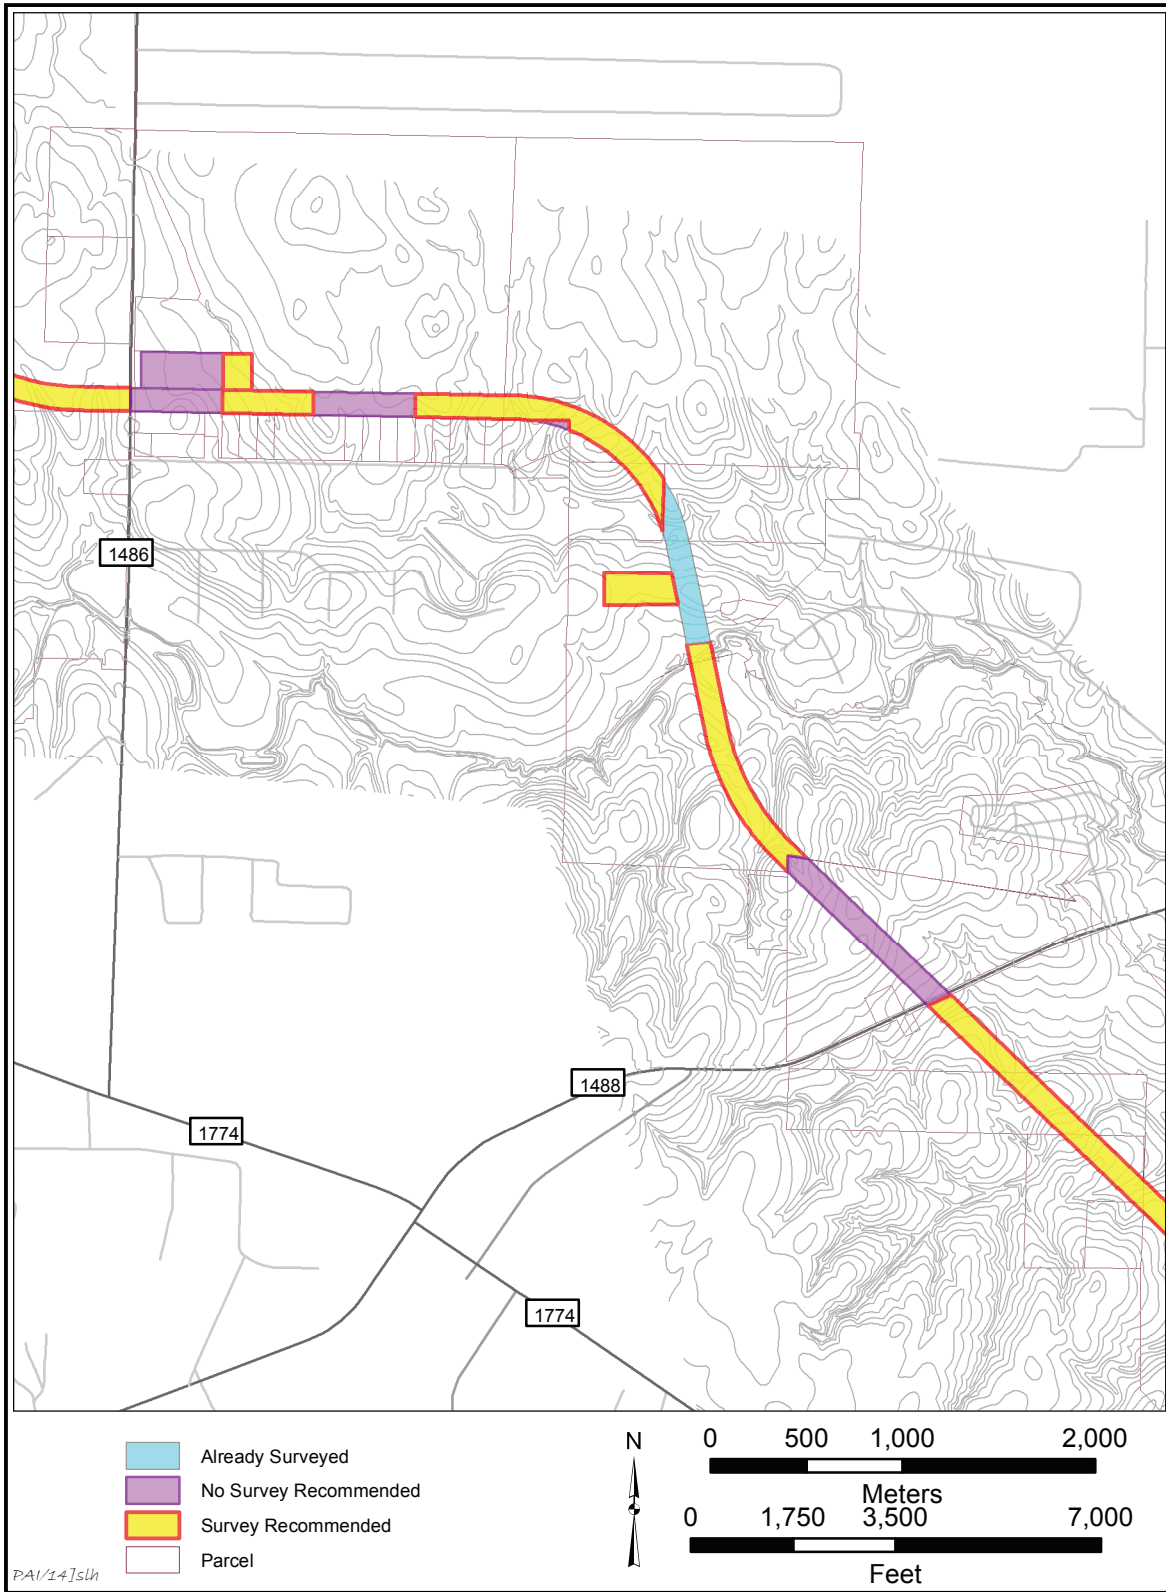 1486
1488
1774
1774
Already Surveyed
No Survey Recommended
Survey Recommended
Parcel
N
0 500 1,000 2,000
Meters
0 1,750 3,500 7,000
Feet
PAI/14]slh